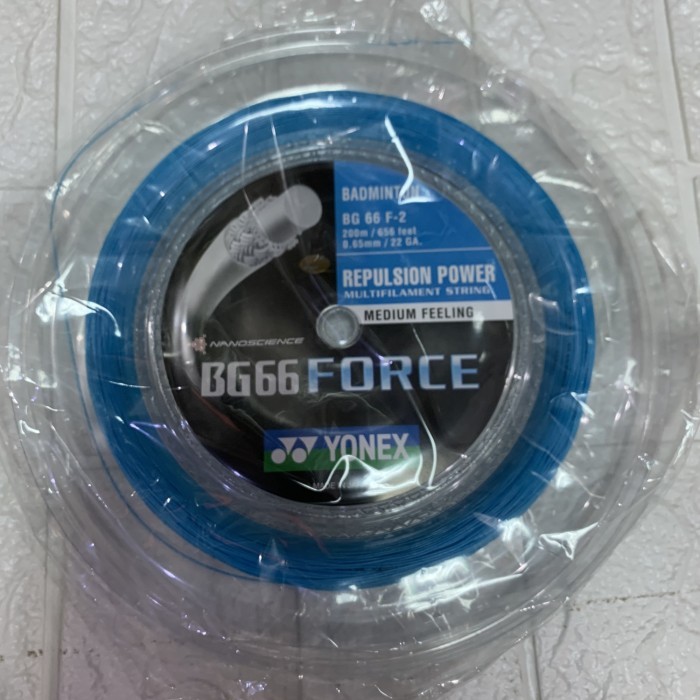 BADMINTON
BG 66 F-2
200m / 656 feet
0.65mm / 22 GA.
REPULSION POWER
MULTIFILAMENT STRING
MEDIUM FEELING
NANOSCIENCE
BG66 FORCE
YONEX